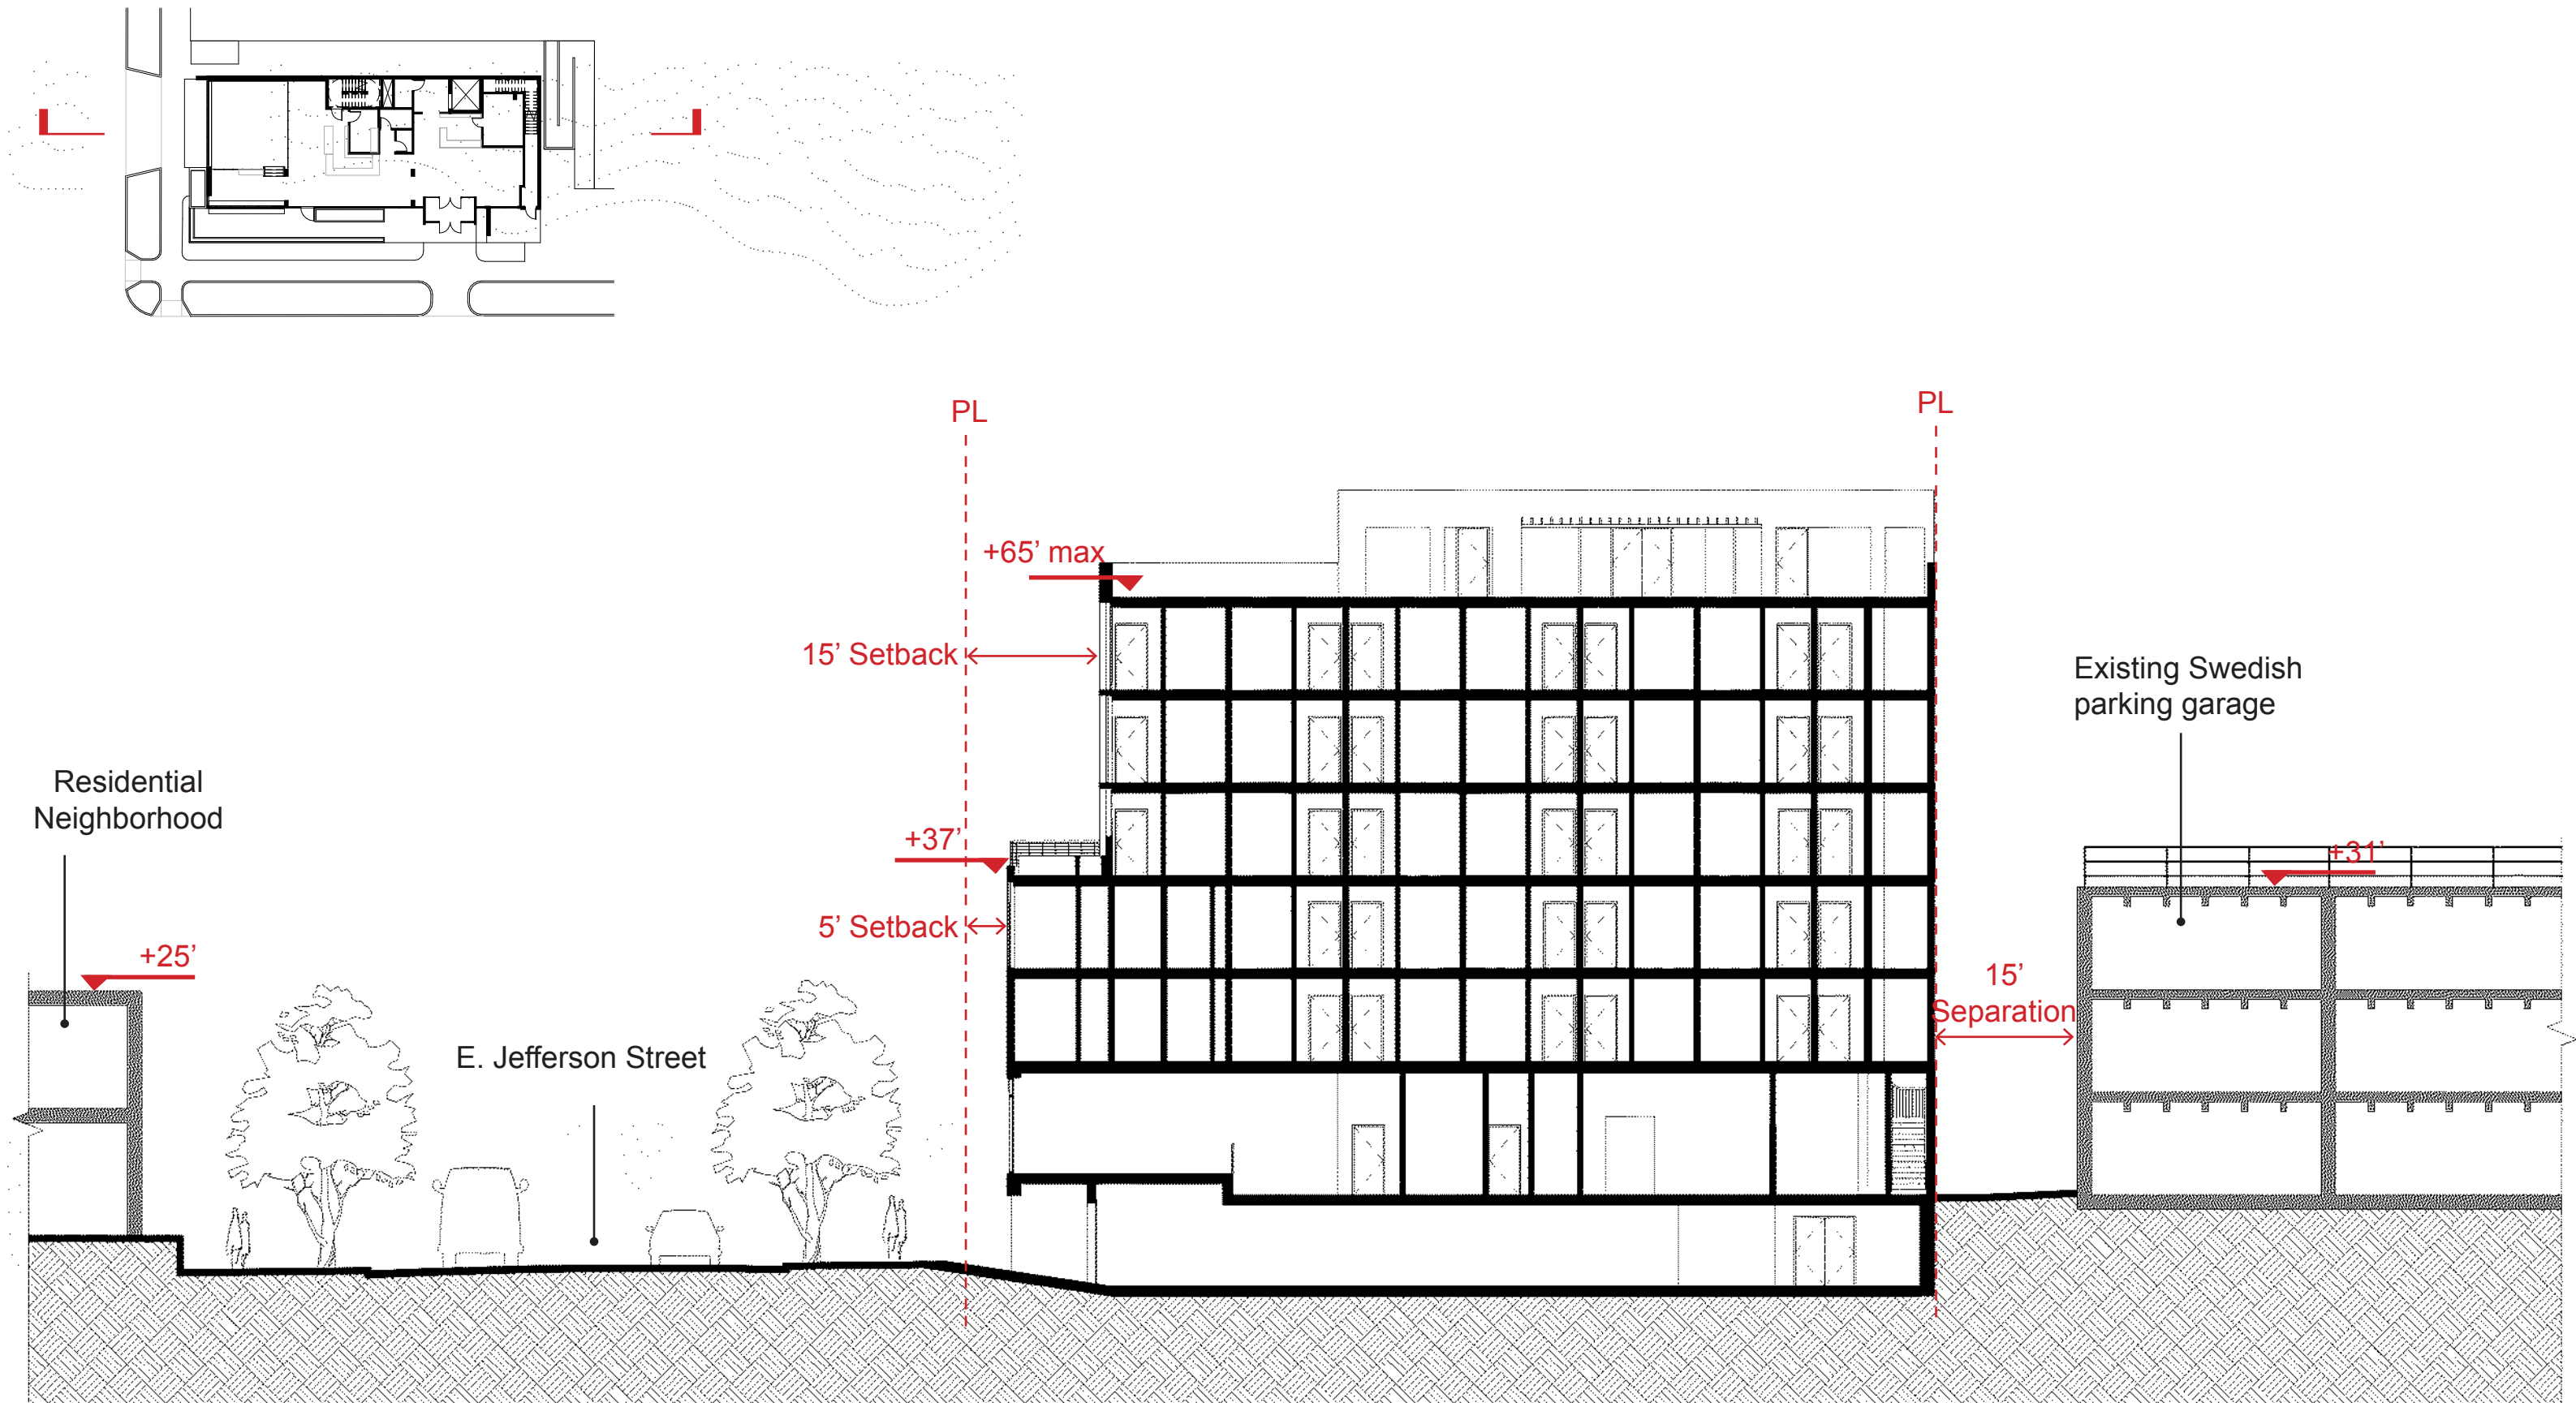 PL
PL
+65’ max
15’ Setback
Existing Swedish
parking garage
Residential
Neighborhood
+37’
+31’
5’ Setback
+25’
15’
Separation
E. Jefferson Street